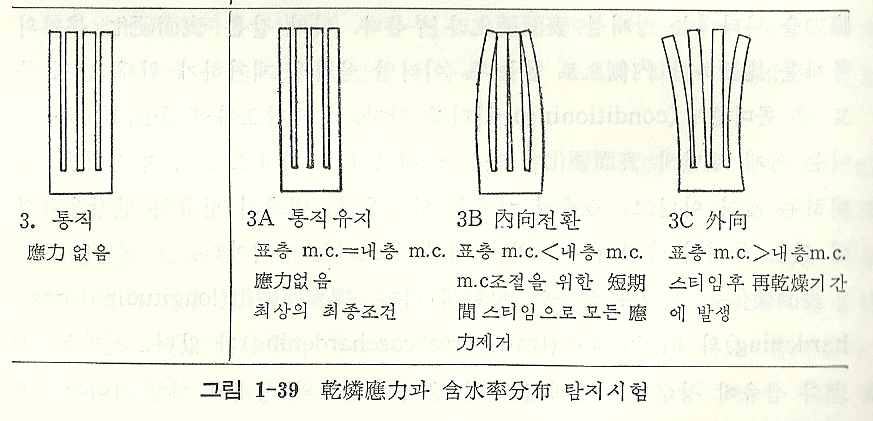 3. 통직
應力 없음
3A 통직유지
표층 m.c.=내층 m.c.
應力없음
최상의 최종조건
3B 內向전환
표층 m.c.<내층 m.c.
m.c조절을 위한 短期
間 스티임으로 모든 應
力제거
3C 外向
표층 m.c.>내층m.c.
스티임후 再乾燥기간
에 발생
그림 1-39 乾燐應力과 含水率分布 탐지시험